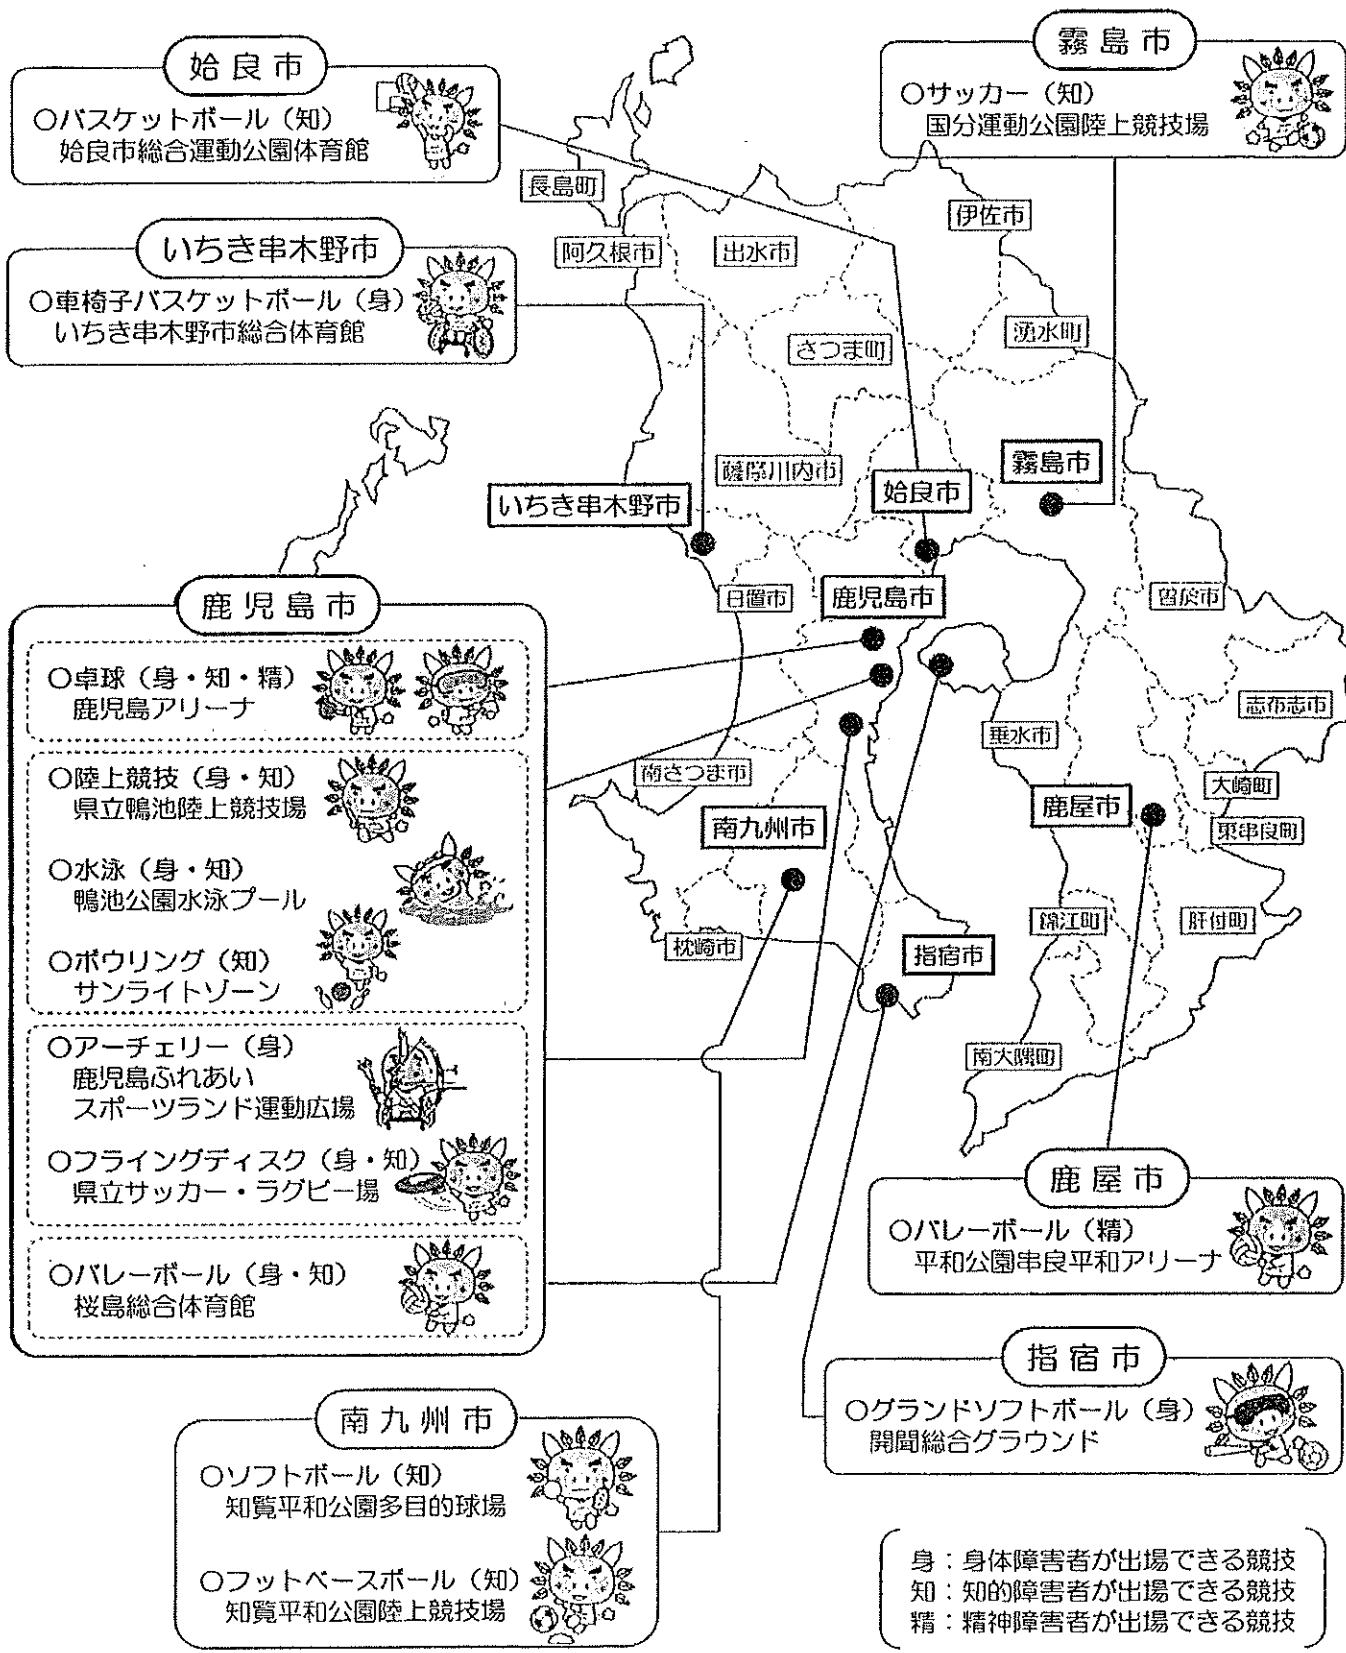 始良市
○バスケットボール（知）
始良市総合運動公園体育館
霧島市
○サッカー（知）
国分運動公園陸上競技場
いちき串木野市
○車椅子バスケットボール（身）
いちき串木野市総合体育館
長島町
阿久根市
出水市
伊佐市
さつま町
湧水町
薩摩川内市
いちき串木野市
姶良市
霧島市
日置市
鹿児島市
曽於市
志布志市
垂水市
大崎町
東串良町
鹿屋市
南さつま市
南九州市
枕崎市
指宿市
錦江町
肝付町
南大隅町
鹿児島市
○卓球（身・知・精）
鹿児島アリーナ
○陸上競技（身・知）
県立鴨池陸上競技場
○水泳（身・知）
鴨池公園水泳プール
○ボウリング（知）
サンライトゾーン
○アーチェリー（身）
鹿児島ふれあい
スポーツランド運動広場
○フライングディスク（身・知）
県立サッカー・ラグビー場
○バレーボール（身・知）
桜島総合体育館
鹿屋市
○バレーボール（精）
平和公園串良平和アリーナ
指宿市
○グランドソフトボール（身）
開聞総合グラウンド
南九州市
○ソフトボール（知）
知覧平和公園多目的球場
○フットベースボール（知）
知覧平和公園陸上競技場
身：身体障害者が出場できる競技
知：知的障害者が出場できる競技
精：精神障害者が出場できる競技